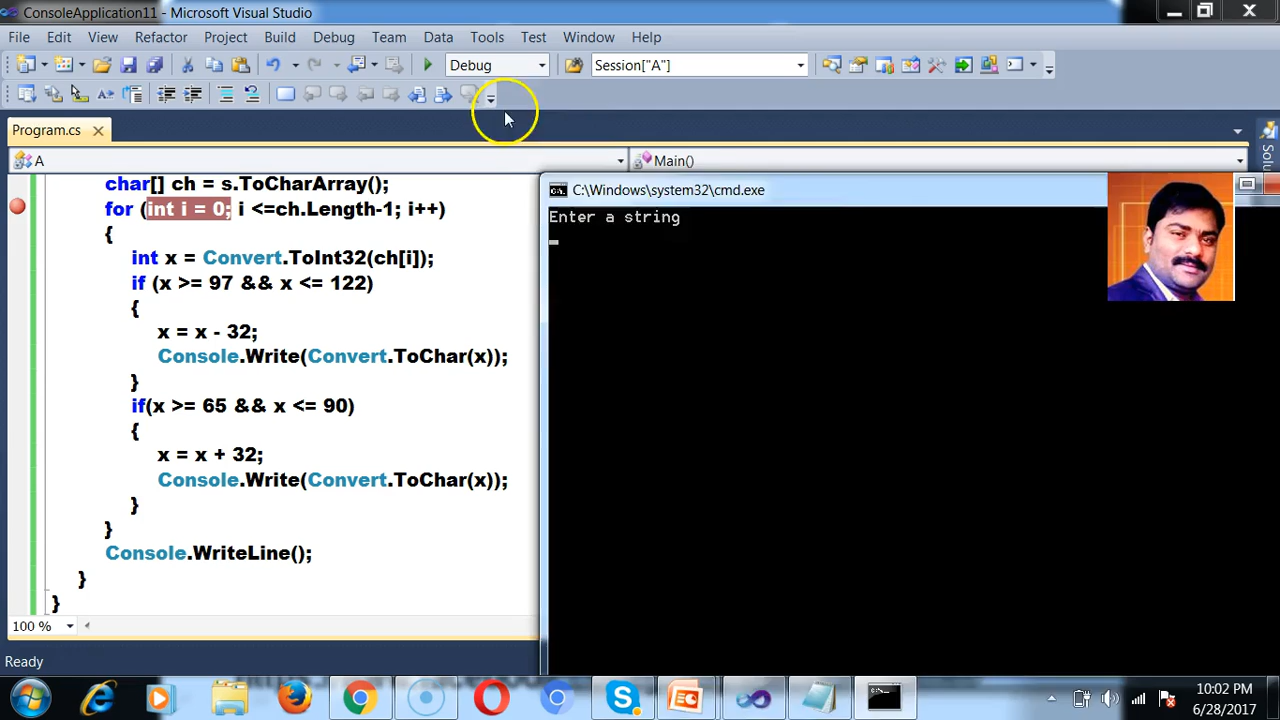 ConsoleApplication11 - Microsoft Visual Studio
File Edit View Refactor Project Build Debug Team Data Tools Test Window Help
Debug Session["A"]
Program.cs
A Main()
char[] ch = s.ToCharArray();
for (int i = 0; i <=ch.Length-1; i++)
{
int x = Convert.ToInt32(ch[i]);
if (x >= 97 && x <= 122)
{
x = x - 32;
Console.Write(Convert.ToChar(x));
}
if(x >= 65 && x <= 90)
{
x = x + 32;
Console.Write(Convert.ToChar(x));
}
}
Console.WriteLine();
}
}
100 %
Ready
C:\Windows\system32\cmd.exe
Enter a string
10:02 PM
6/28/2017